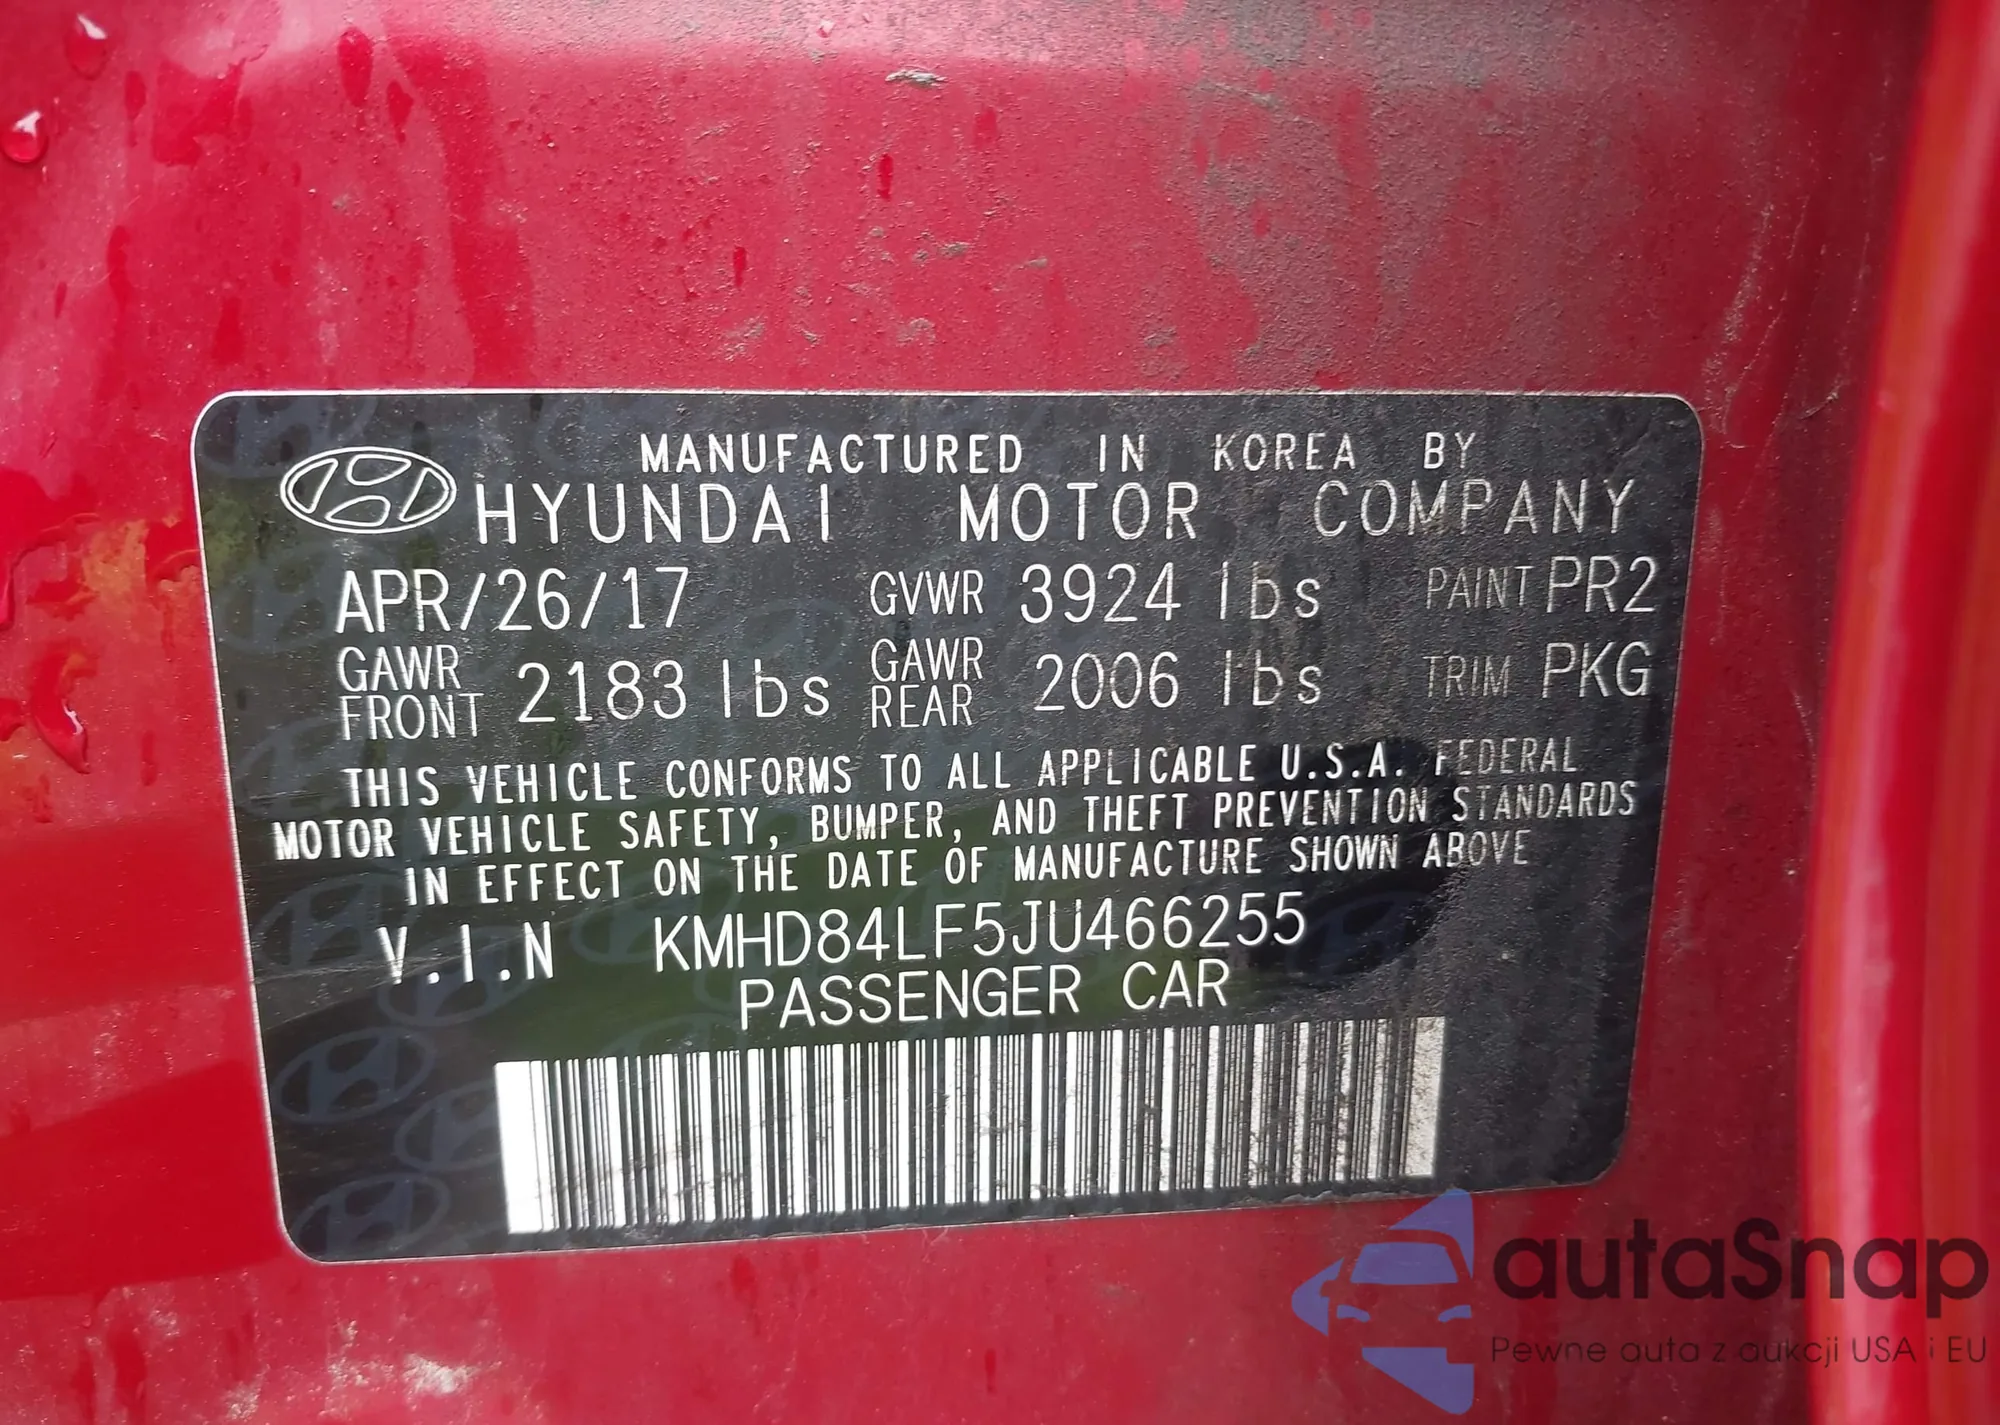 MANUFACTURED IN KOREA BY
HYUNDAI MOTOR COMPANY
APR/26/17 GVWR 3924 lbs PAINT PR2
GAWR FRONT 2183 lbs GAWR REAR 2006 lbs TRIM PKG
THIS VEHICLE CONFORMS TO ALL APPLICABLE U.S.A. FEDERAL
MOTOR VEHICLE SAFETY, BUMPER, AND THEFT PREVENTION STANDARDS
IN EFFECT ON THE DATE OF MANUFACTURE SHOWN ABOVE
V.I.N KMHD84LF5JU466255
PASSENGER CAR
autaSnap
Pewne auta z aukcji USA i EU